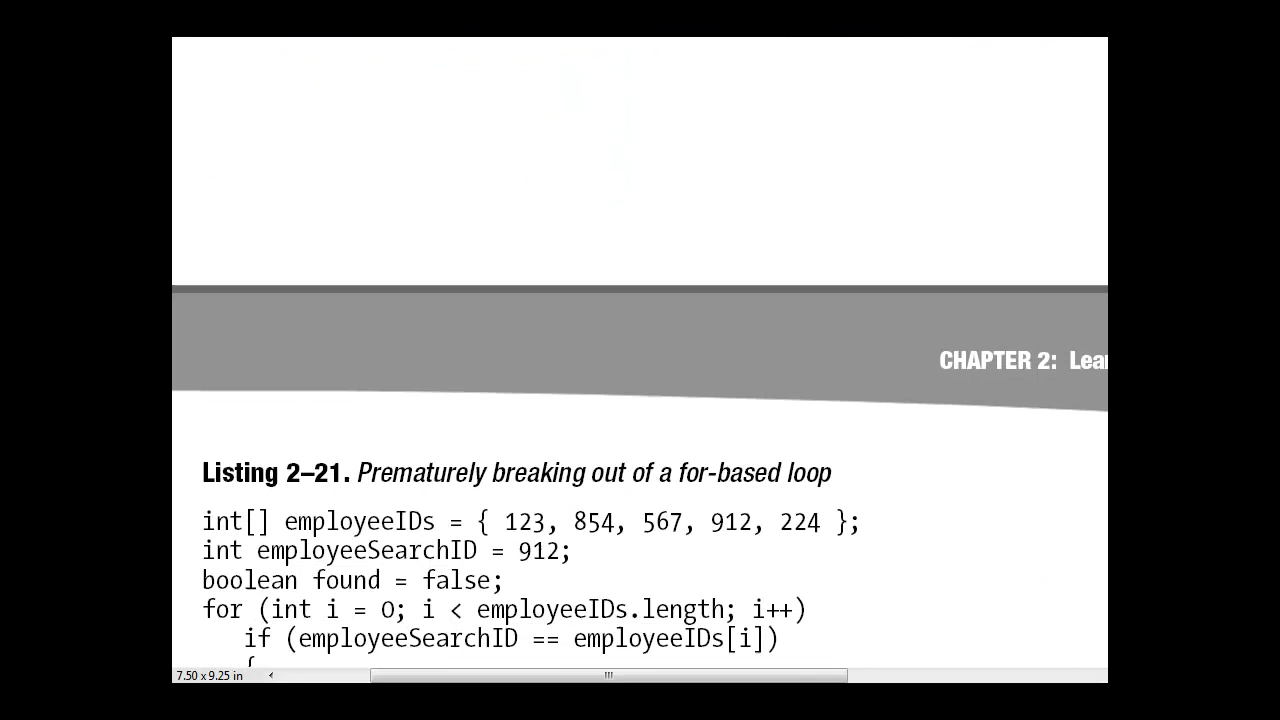 CHAPTER 2: Lear
Listing 2–21. Prematurely breaking out of a for-based loop
int[] employeeIDs = { 123, 854, 567, 912, 224 };
int employeeSearchID = 912;
boolean found = false;
for (int i = 0; i < employeeIDs.length; i++)
if (employeeSearchID == employeeIDs[i])
{
7.50 x 9.25 in